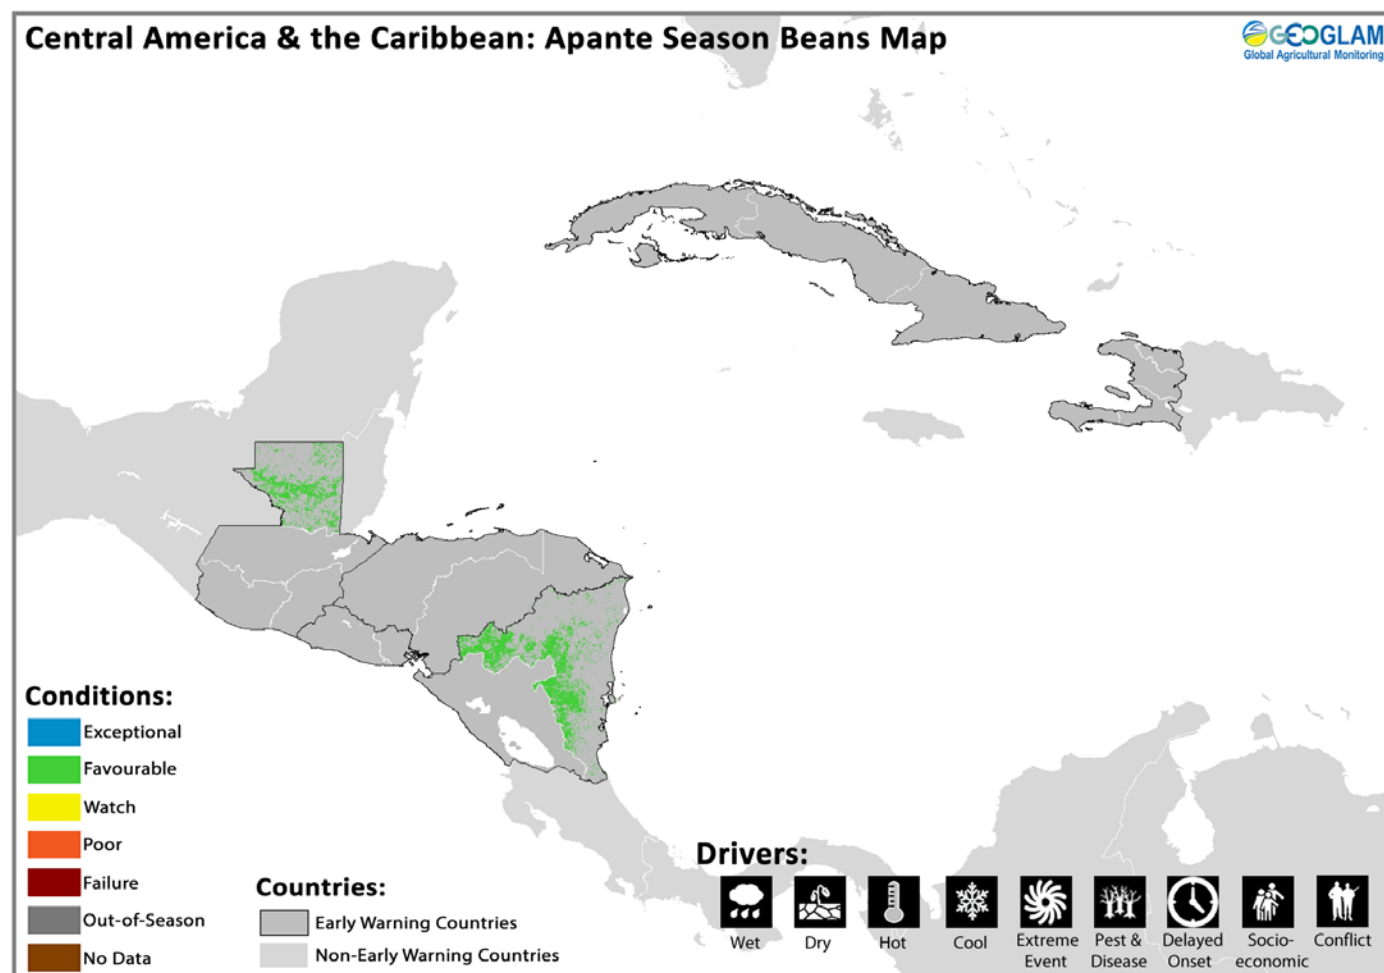 Central America & the Caribbean: Apante Season Beans Map
GEOGLAM
Global Agricultural Monitoring
Conditions:
Exceptional
Favourable
Watch
Poor
Failure
Out-of-Season
No Data
Countries:
Early Warning Countries
Non-Early Warning Countries
Drivers:
Wet
Dry
Hot
Cool
Extreme
Event
Pest &
Disease
Delayed
Onset
Socio-
economic
Conflict